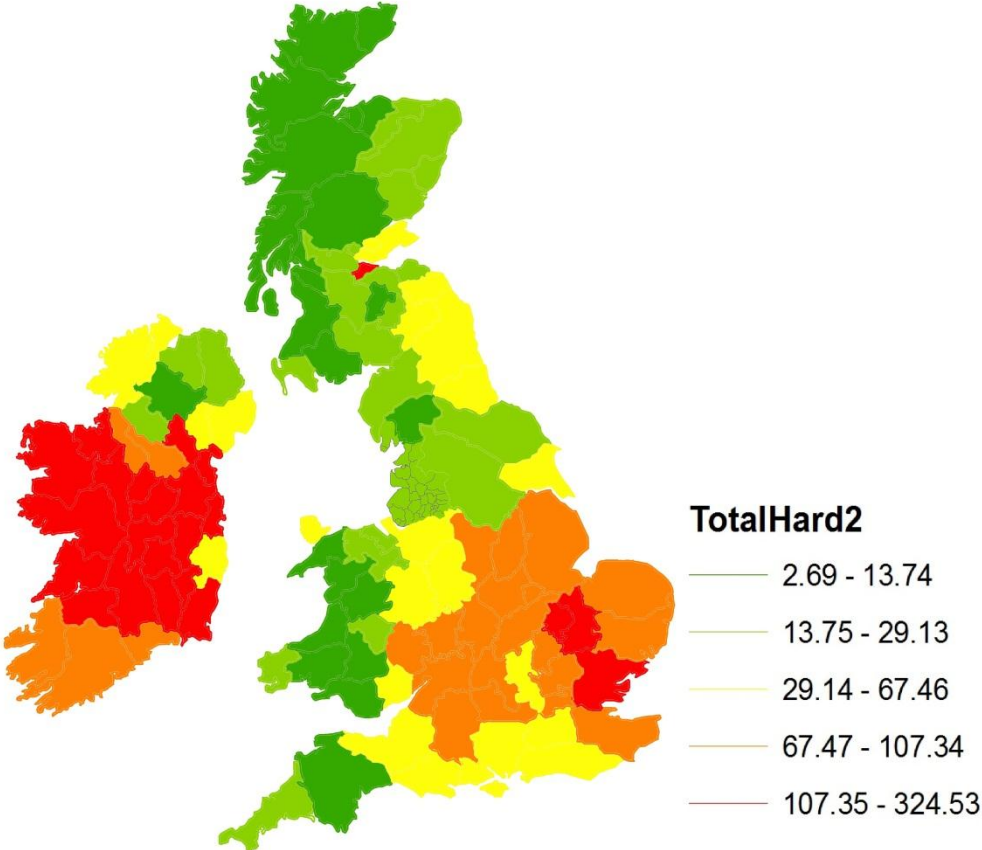 TotalHard2
2.69 - 13.74
13.75 - 29.13
29.14 - 67.46
67.47 - 107.34
107.35 - 324.53